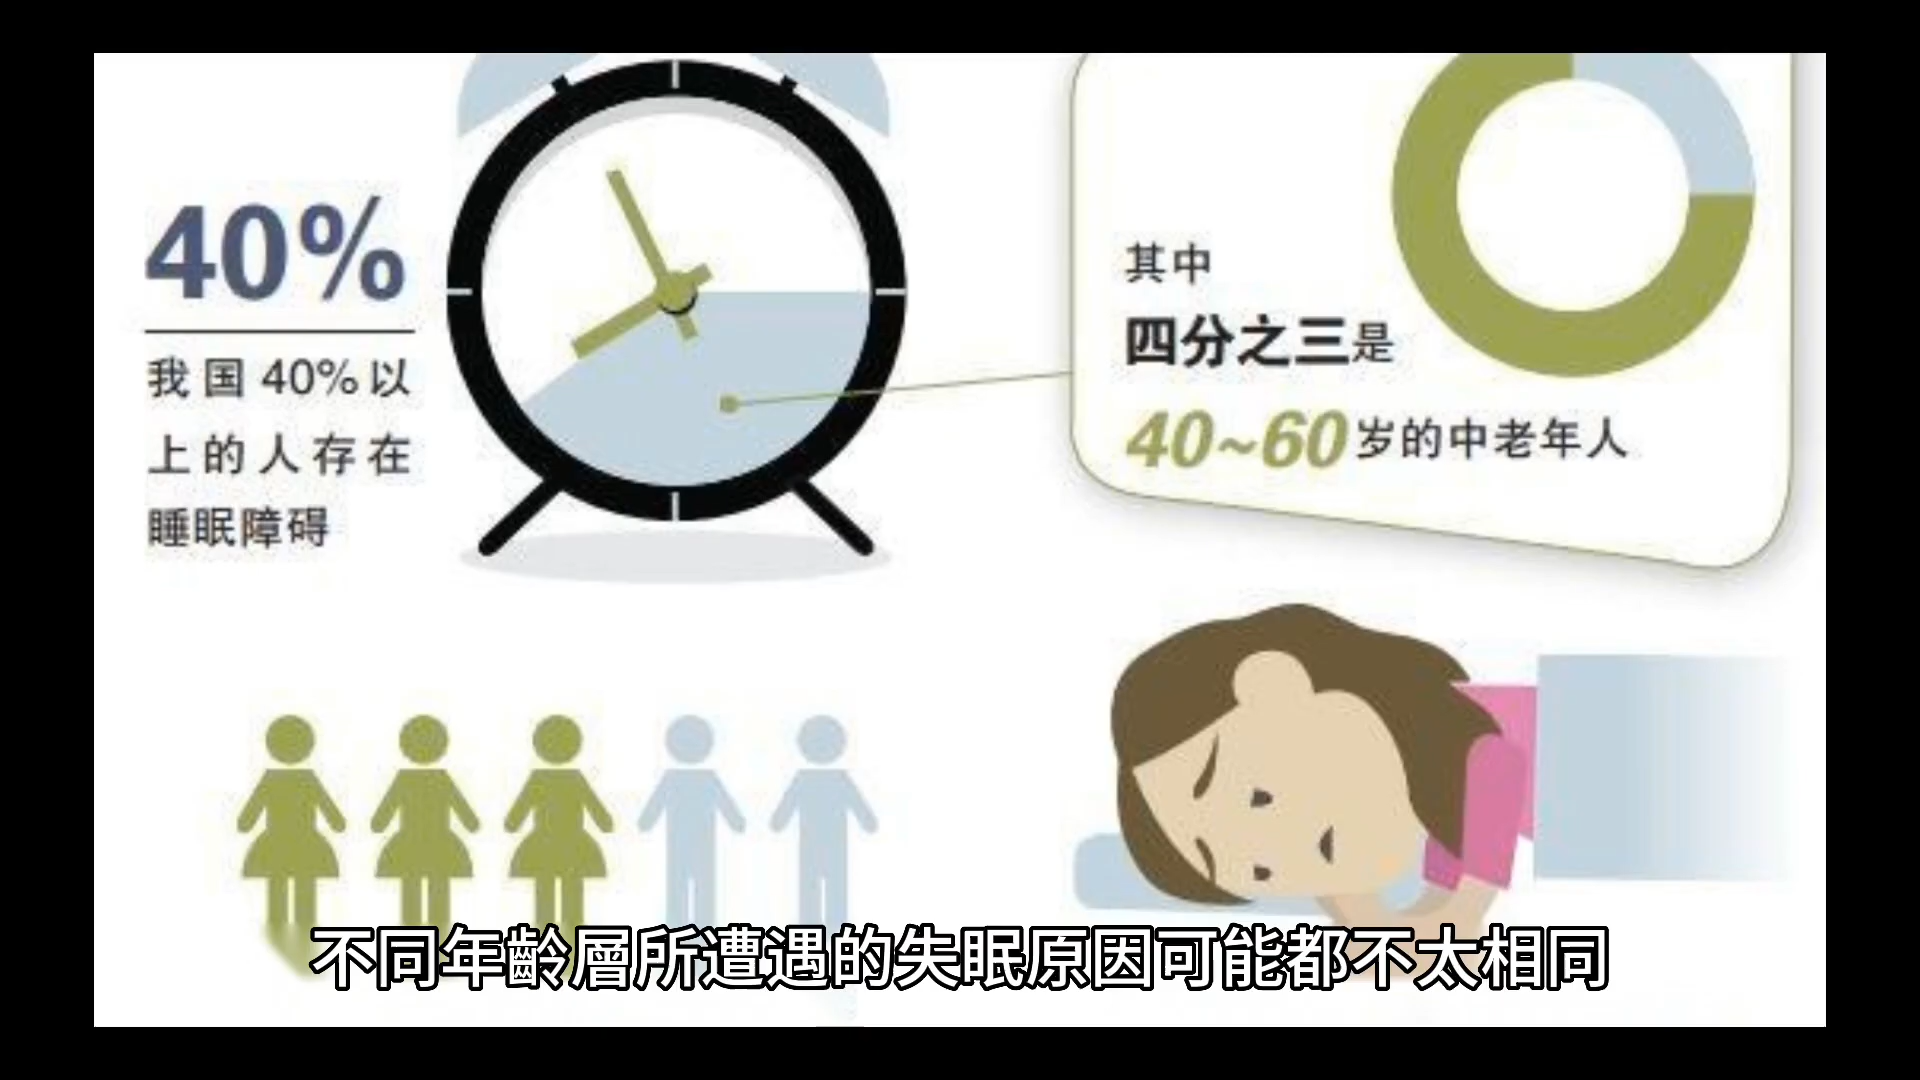 40%
我国40%以
上的人存在
睡眠障碍
其中
四分之三是
40~60岁的中老年人
不同年齡層所遭遇的失眠原因可能都不太相同